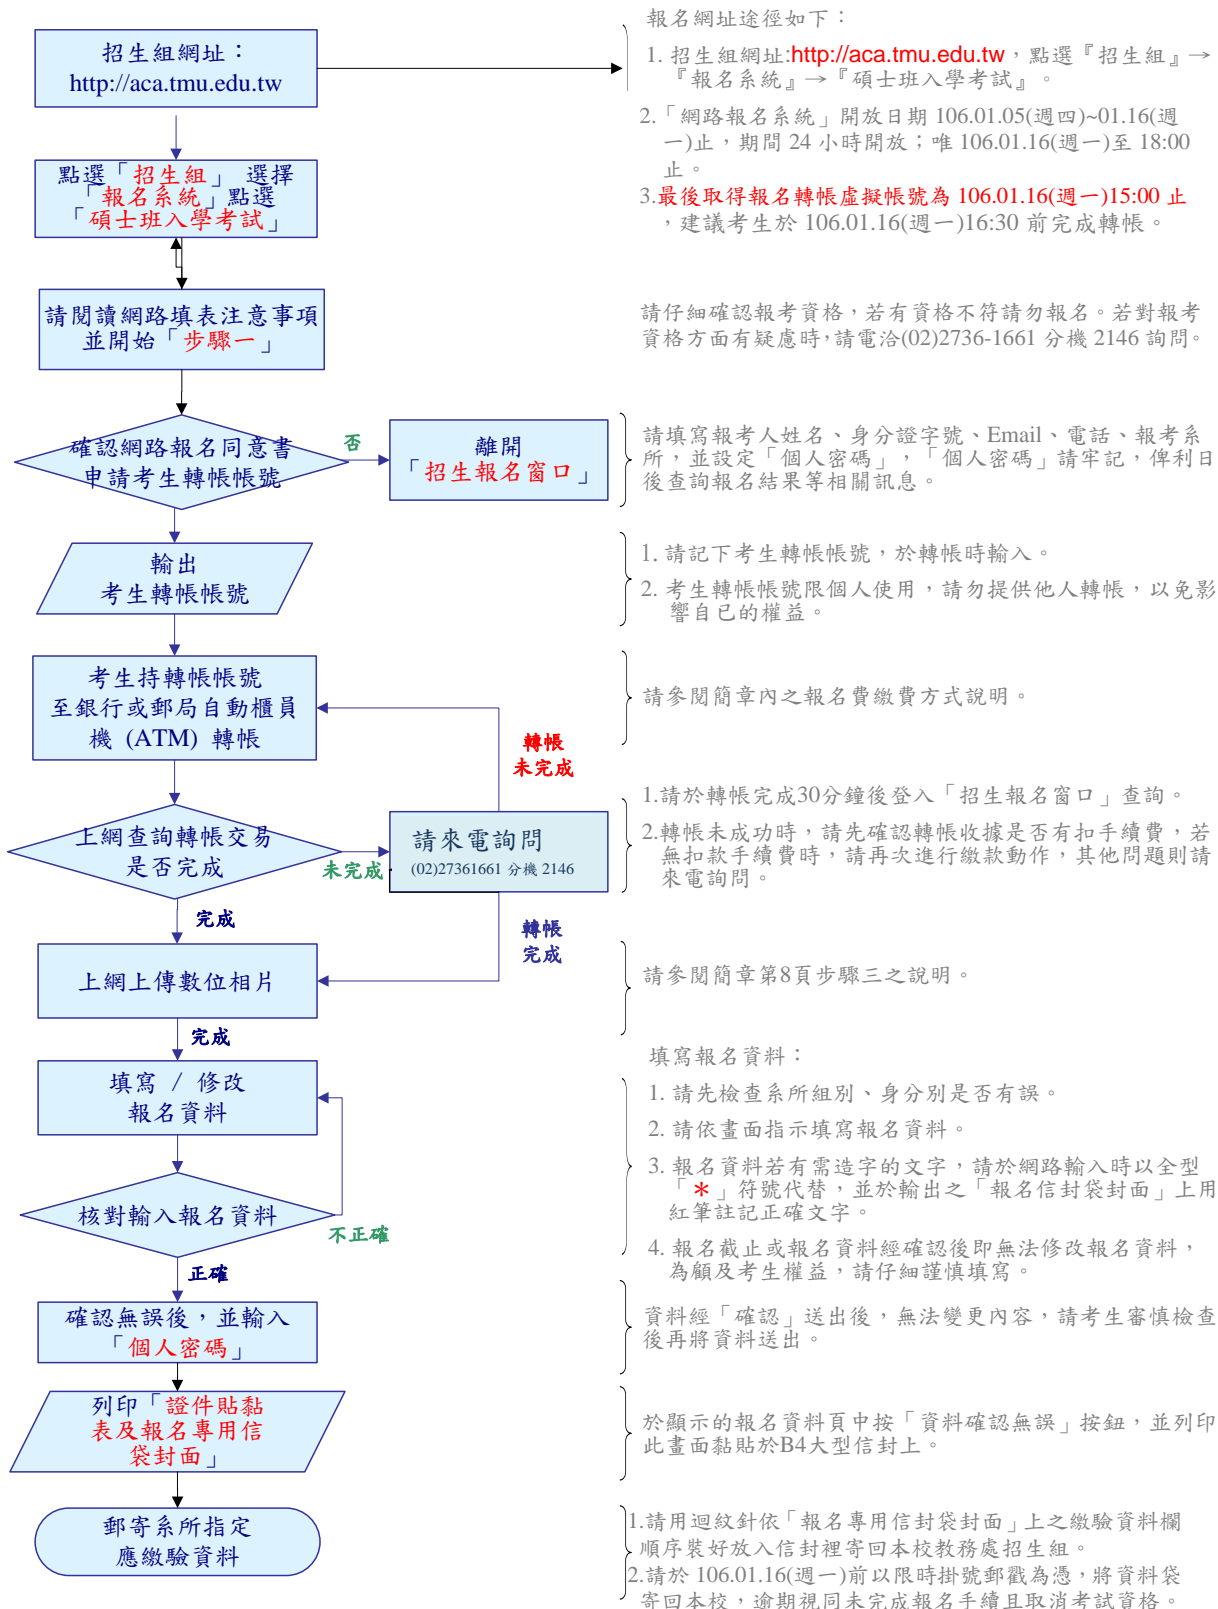 招生組網址：
http://aca.tmu.edu.tw
報名網址途徑如下：
1. 招生組網址:http://aca.tmu.edu.tw，點選『招生組』→
『報名系統』→『碩士班入學考試』。
2.「網路報名系統」開放日期 106.01.05(週四)~01.16(週
一)止，期間 24 小時開放；唯 106.01.16(週一)至 18:00
止。
3.最後取得報名轉帳虛擬帳號為 106.01.16(週一)15:00 止
，建議考生於 106.01.16(週一)16:30 前完成轉帳。
點選「招生組」 選擇
「報名系統」點選
「碩士班入學考試」
請閱讀網路填表注意事項
並開始「步驟一」
請仔細確認報考資格，若有資格不符請勿報名。若對報考
資格方面有疑慮時，請電洽(02)2736-1661 分機 2146 詢問。
確認網路報名同意書
申請考生轉帳帳號
否
離開
「招生報名窗口」
請填寫報考人姓名、身分證字號、Email、電話、報考系
所，並設定「個人密碼」，「個人密碼」請牢記，俾利日
後查詢報名結果等相關訊息。
輸出
考生轉帳帳號
1. 請記下考生轉帳帳號，於轉帳時輸入。
2. 考生轉帳帳號限個人使用，請勿提供他人轉帳，以免影
響自己的權益。
考生持轉帳帳號
至銀行或郵局自動櫃員
機 (ATM) 轉帳
請參閱簡章內之報名費繳費方式說明。
轉帳
未完成
上網查詢轉帳交易
是否完成
未完成
請來電詢問
(02)27361661 分機 2146
1.請於轉帳完成30分鐘後登入「招生報名窗口」查詢。
2.轉帳未成功時，請先確認轉帳收據是否有扣手續費，若
無扣款手續費時，請再次進行繳款動作，其他問題則請
來電詢問。
完成
轉帳
完成
上網上傳數位相片
請參閱簡章第8頁步驟三之說明。
完成
填寫 / 修改
報名資料
填寫報名資料：
1. 請先檢查系所組別、身分別是否有誤。
2. 請依畫面指示填寫報名資料。
3. 報名資料若有需造字的文字，請於網路輸入時以全型
「＊」符號代替，並於輸出之「報名信封袋封面」上用
紅筆註記正確文字。
4. 報名截止或報名資料經確認後即無法修改報名資料，
為顧及考生權益，請仔細謹慎填寫。
核對輸入報名資料
不正確
正確
確認無誤後，並輸入
「個人密碼」
資料經「確認」送出後，無法變更內容，請考生審慎檢查
後再將資料送出。
列印「證件貼黏
表及報名專用信
袋封面」
於顯示的報名資料頁中按「資料確認無誤」按鈕，並列印
此畫面黏貼於B4大型信封上。
郵寄系所指定
應繳驗資料
1.請用迴紋針依「報名專用信封袋封面」上之繳驗資料欄
順序裝好放入信封裡寄回本校教務處招生組。
2.請於 106.01.16(週一)前以限時掛號郵戳為憑，將資料袋
寄回本校，逾期視同未完成報名手續且取消考試資格。